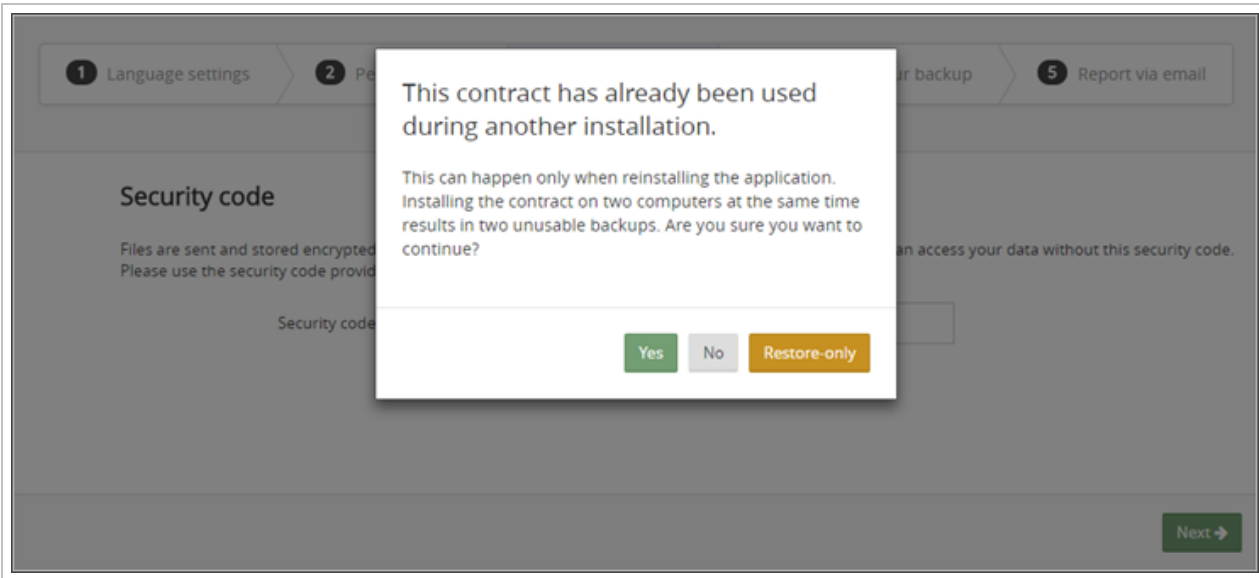 1 Language settings
2 Pe
ur backup
5 Report via email
This contract has already been used
during another installation.
This can happen only when reinstalling the application.
Installing the contract on two computers at the same time
results in two unusable backups. Are you sure you want to
continue?
Yes
No
Restore-only
Security code
Files are sent and stored encrypted
an access your data without this security code.
Please use the security code provid
Security code
Next